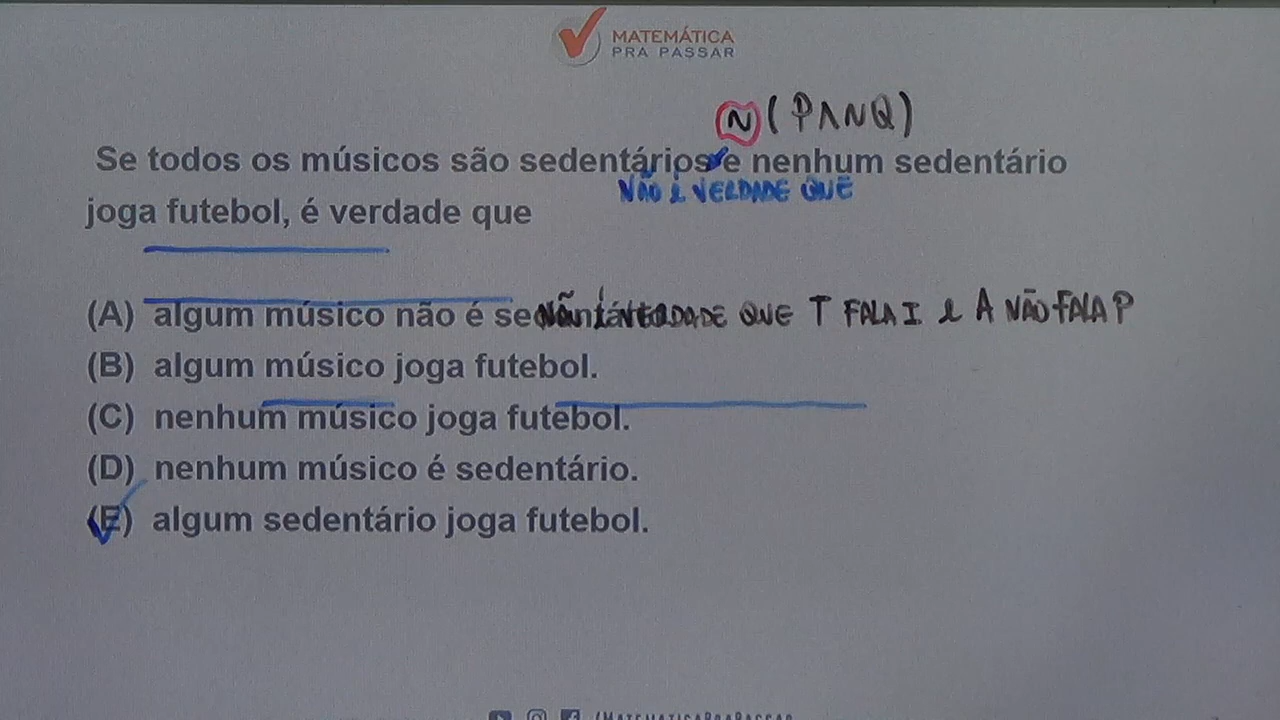 MATEMÁTICA
PRA PASSAR
N (P∧NQ)
Se todos os músicos são sedentários e nenhum sedentário
NÃO É VERDADE QUE
joga futebol, é verdade que
(A) algum músico não é
NÃO É VERDADE QUE T FALA I E A NÃO FALA P
(B) algum músico joga futebol.
(C) nenhum músico joga futebol.
(D) nenhum músico é sedentário.
(E) algum sedentário joga futebol.
/MATEMATICAPRAPASSAR